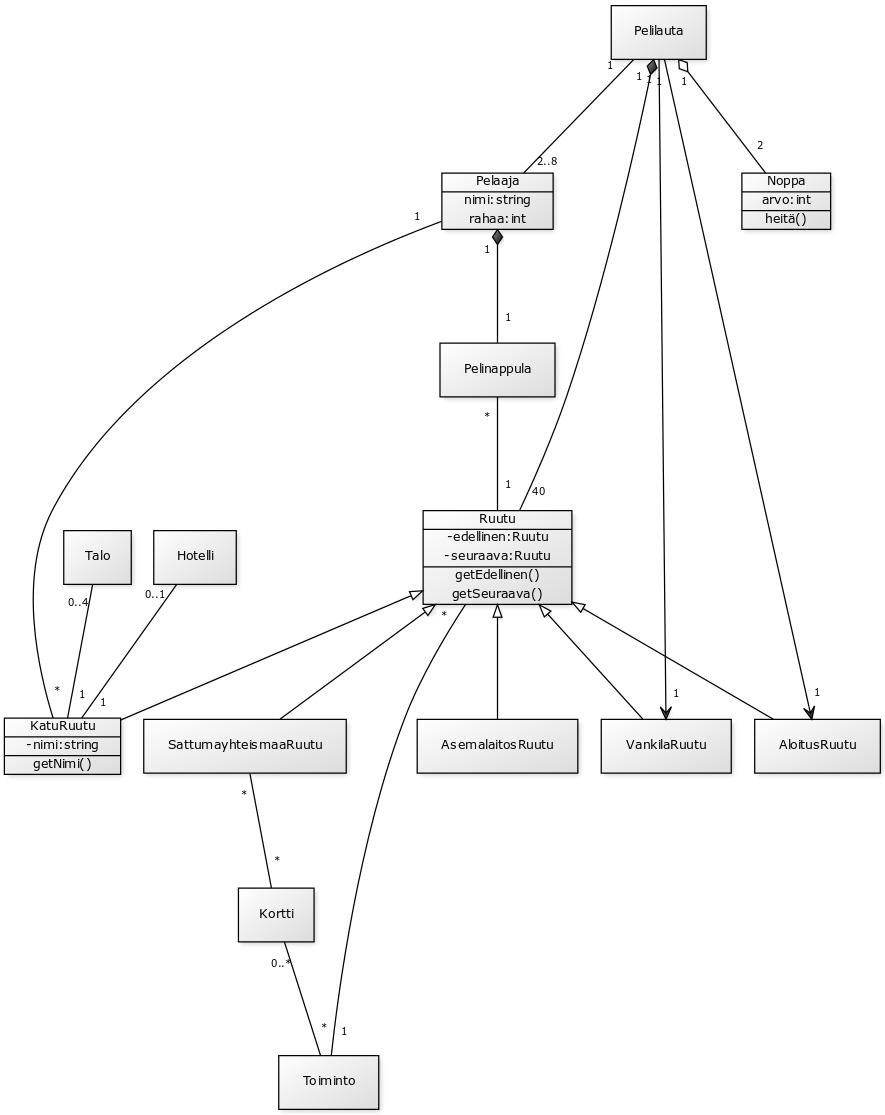 Pelilauta
1
1
1
1
1
2..8
2
Pelaaja
nimi:string
rahaa:int
Noppa
arvo:int
heitä()
1
1
1
Pelinappula
*
1
40
Ruutu
-edellinen:Ruutu
-seuraava:Ruutu
getEdellinen()
getSeuraava()
Talo
Hotelli
0..4
0..1
*
*
1
1
1
1
KatuRuutu
-nimi:string
getNimi()
SattumayhteismaaRuutu
AsemalaitosRuutu
VankilaRuutu
AloitusRuutu
*
*
Kortti
0..*
*
1
Toiminto